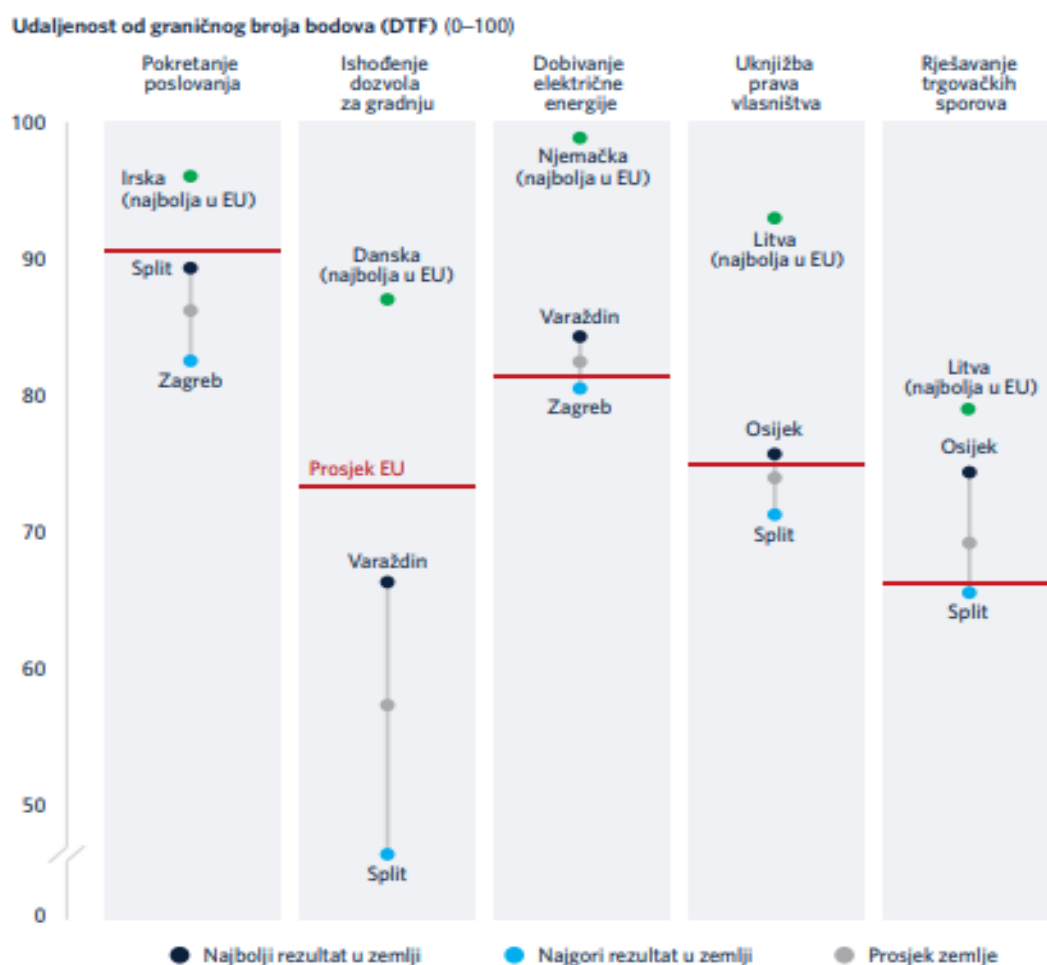 Udaljenost od graničnog broja bodova (DTF) (0–100)
Pokretanje
poslovanja
Ishođenje
dozvola
za gradnju
Dobivanje
električne
energije
Uknjižba
prava
vlasništva
Rješavanje
trgovačkih
sporova
100
90
80
70
60
50
0
Irska
(najbolja u EU)
Split
Zagreb
Danska
(najbolja u EU)
Prosjek EU
Varaždin
Split
Njemačka
(najbolja u EU)
Varaždin
Zagreb
Litva
(najbolja u EU)
Osijek
Split
Litva
(najbolja u EU)
Osijek
Split
Najbolji rezultat u zemlji
Najgori rezultat u zemlji
Prosjek zemlje